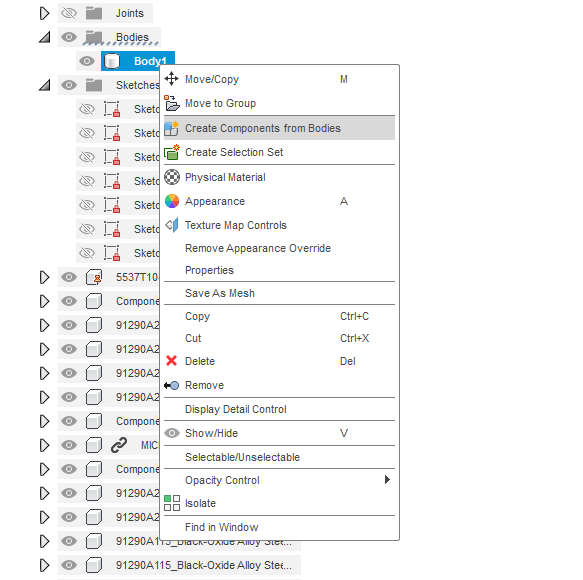 Joints
Bodies
Body1
Move/Copy M
Sketches
Move to Group
Create Components from Bodies
Create Selection Set
Physical Material
Appearance A
Texture Map Controls
Remove Appearance Override
Properties
Save As Mesh
Copy Ctrl+C
Cut Ctrl+X
Delete Del
Remove
Display Detail Control
Show/Hide V
Selectable/Unselectable
Opacity Control
Isolate
Find in Window
Sketc
Sketc
Sketc
Sketc
Sketc
Sketc
Sketc
5537T10
Compone
91290A2
91290A2
91290A2
91290A2
Compone
MIC
Compone
91290A2
91290A2
91290A115_Black-Oxide Alloy Stee...
91290A115_Black-Oxide Alloy Stee...